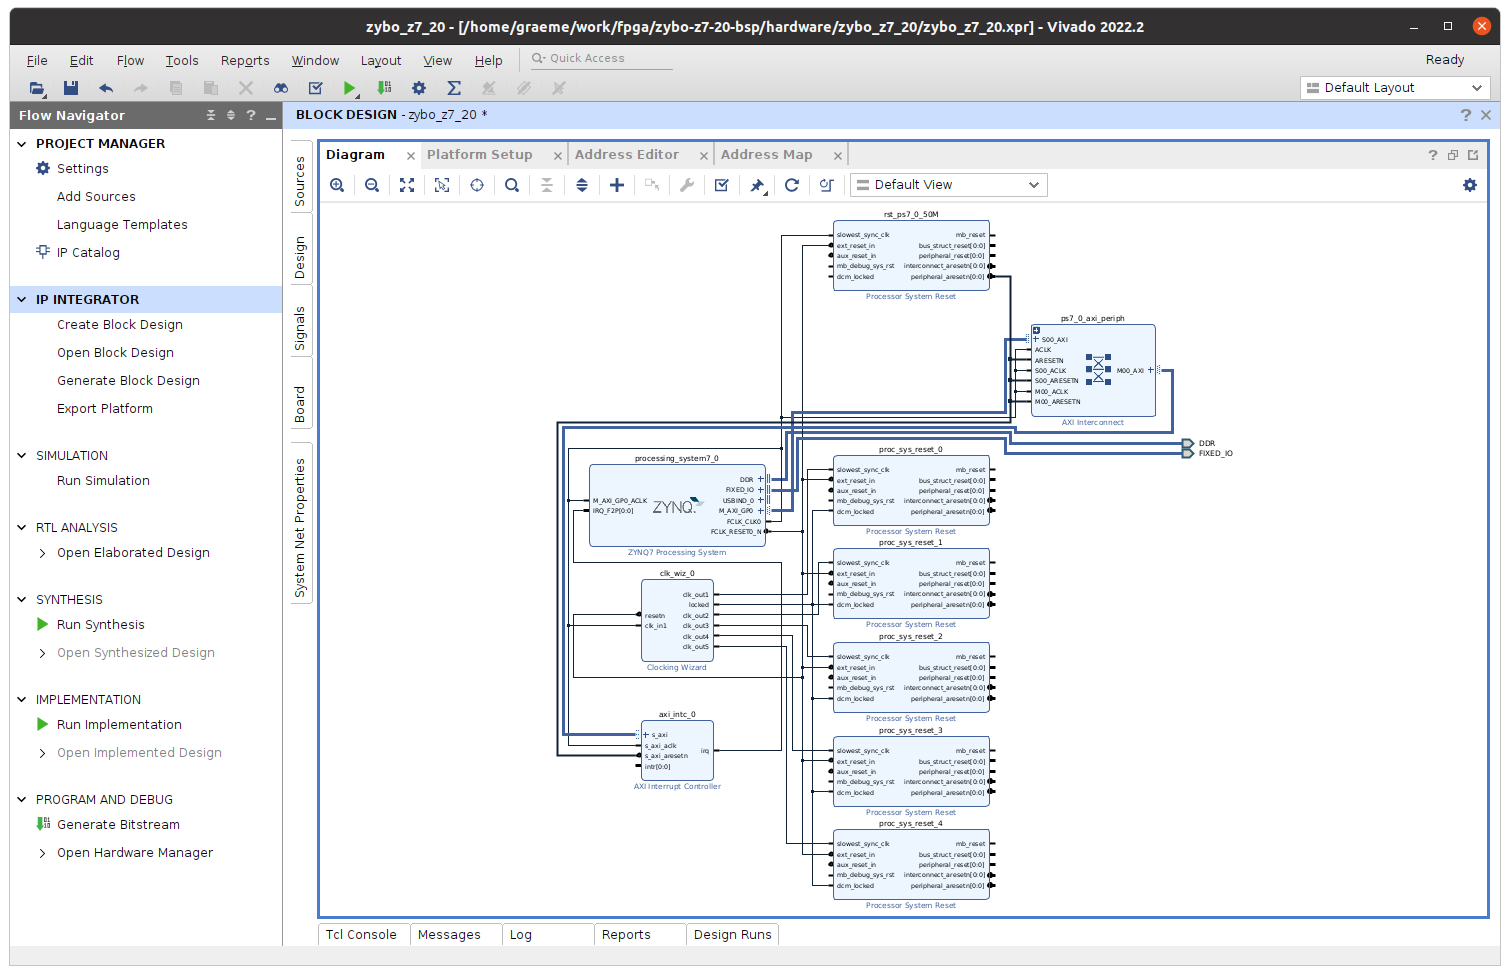 zybo_z7_20 - [/home/graeme/work/fpga/zybo-z7-20-bsp/hardware/zybo_z7_20/zybo_z7_20.xpr] - Vivado 2022.2
File Edit Flow Tools Reports Window Layout View Help Quick Access Ready
Default Layout
Flow Navigator
PROJECT MANAGER
Settings
Add Sources
Language Templates
IP Catalog
IP INTEGRATOR
Create Block Design
Open Block Design
Generate Block Design
Export Platform
SIMULATION
Run Simulation
RTL ANALYSIS
Open Elaborated Design
SYNTHESIS
Run Synthesis
Open Synthesized Design
IMPLEMENTATION
Run Implementation
Open Implemented Design
PROGRAM AND DEBUG
Generate Bitstream
Open Hardware Manager
BLOCK DESIGN - zybo_z7_20 *
Sources
Design
Signals
Board
System Net Properties
Diagram Platform Setup Address Editor Address Map
Default View
rst_ps7_0_50M
slowest_sync_clk mb_reset
ext_reset_in bus_struct_reset[0:0]
aux_reset_in peripheral_reset[0:0]
mb_debug_sys_rst interconnect_aresetn[0:0]
dcm_locked peripheral_aresetn[0:0]
Processor System Reset
ps7_0_axi_periph
S00_AXI
ACLK
ARESETN
S00_ACLK M00_AXI
S00_ARESETN
M00_ACLK
M00_ARESETN
AXI Interconnect
DDR
FIXED_IO
processing_system7_0
DDR
FIXED_IO
M_AXI_GP0_ACLK USBIND_0
IRQ_F2P[0:0] M_AXI_GP0
ZYNQ
FCLK_CLK0
FCLK_RESET0_N
ZYNQ7 Processing System
clk_wiz_0
clk_out1
locked
resetn clk_out2
clk_in1 clk_out3
clk_out4
clk_out5
Clocking Wizard
axi_intc_0
s_axi
s_axi_aclk
s_axi_aresetn irq
intr[0:0]
AXI Interrupt Controller
proc_sys_reset_0
slowest_sync_clk mb_reset
ext_reset_in bus_struct_reset[0:0]
aux_reset_in peripheral_reset[0:0]
mb_debug_sys_rst interconnect_aresetn[0:0]
dcm_locked peripheral_aresetn[0:0]
Processor System Reset
proc_sys_reset_1
slowest_sync_clk mb_reset
ext_reset_in bus_struct_reset[0:0]
aux_reset_in peripheral_reset[0:0]
mb_debug_sys_rst interconnect_aresetn[0:0]
dcm_locked peripheral_aresetn[0:0]
Processor System Reset
proc_sys_reset_2
slowest_sync_clk mb_reset
ext_reset_in bus_struct_reset[0:0]
aux_reset_in peripheral_reset[0:0]
mb_debug_sys_rst interconnect_aresetn[0:0]
dcm_locked peripheral_aresetn[0:0]
Processor System Reset
proc_sys_reset_3
slowest_sync_clk mb_reset
ext_reset_in bus_struct_reset[0:0]
aux_reset_in peripheral_reset[0:0]
mb_debug_sys_rst interconnect_aresetn[0:0]
dcm_locked peripheral_aresetn[0:0]
Processor System Reset
proc_sys_reset_4
slowest_sync_clk mb_reset
ext_reset_in bus_struct_reset[0:0]
aux_reset_in peripheral_reset[0:0]
mb_debug_sys_rst interconnect_aresetn[0:0]
dcm_locked peripheral_aresetn[0:0]
Processor System Reset
Tcl Console Messages Log Reports Design Runs